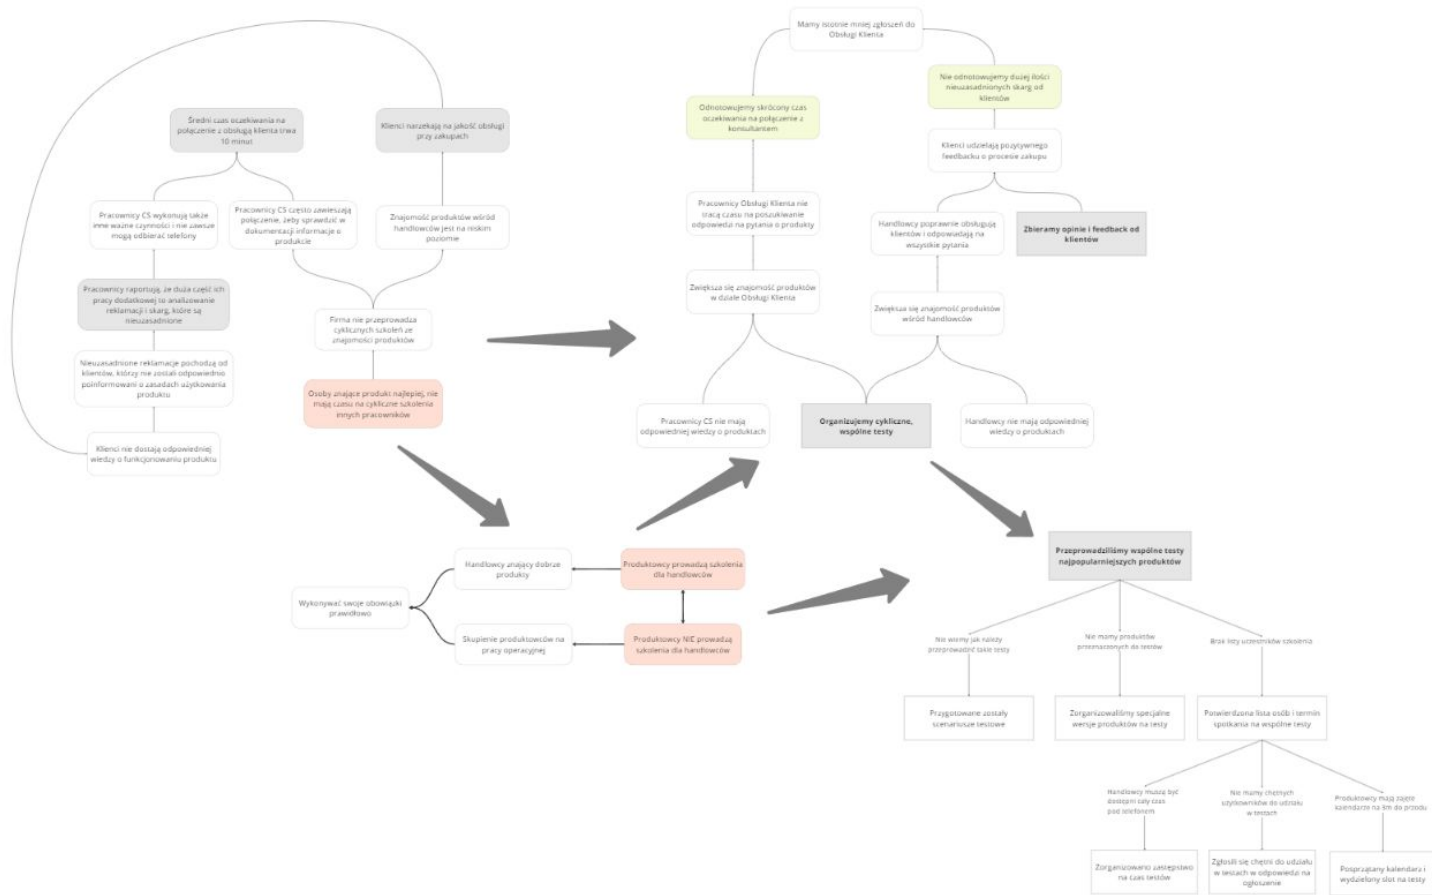 Średni czas oczekiwania na
połączenie z obsługą klienta trwa
10 minut
Klienci narzekają na jakość obsługi
przy zakupach
Pracownicy CS wykonują także
inne ważne czynności i nie zawsze
mogą odbierać telefony
Pracownicy CS często zawieszają
połączenie, żeby sprawdzić w
dokumentacji informacje o
produkcie
Znajomość produktów wśród
handlowców jest na niskim
poziomie
Pracownicy raportują, że duża część ich
pracy dodatkowej to analizowanie
reklamacji i skarg, które są
nieuzasadnione
Firma nie przeprowadza
cyklicznych szkoleń ze
znajomości produktów
Nieuzasadnione reklamacje pochodzą od
klientów, którzy nie zostali odpowiednio
poinformowani o zasadach użytkowania
produktu
Osoby znające produkt najlepiej, nie
mają czasu na cykliczne szkolenia
innych pracowników
Klienci nie dostają odpowiedniej
wiedzy o funkcjonowaniu produktu
Mamy istotnie mniej zgłoszeń do
Obsługi Klienta
Odnotowujemy skrócony czas
oczekiwania na połączenie z
konsultantem
Nie odnotowujemy dużej ilości
nieuzasadnionych skarg od
klientów
Klienci udzielają pozytywnego
feedbacku o procesie zakupu
Pracownicy Obsługi Klienta nie
tracą czasu na poszukiwanie
odpowiedzi na pytania o produkty
Handlowcy poprawnie obsługują
klientów i odpowiadają na
wszystkie pytania
Zbieramy opinie i feedback od
klientów
Zwiększa się znajomość produktów
w dziale Obsługi Klienta
Zwiększa się znajomość produktów
wśród handlowców
Pracownicy CS nie mają
odpowiedniej wiedzy o produktach
Organizujemy cykliczne,
wspólne testy
Handlowcy nie mają odpowiedniej
wiedzy o produktach
Wykonywać swoje obowiązki
prawidłowo
Handlowcy znający dobrze
produkty
Produktowcy prowadzą szkolenia
dla handlowców
Skupienie produktowców na
pracy operacyjnej
Produktowcy NIE prowadzą
szkolenia dla handlowców
Przeprowadziliśmy wspólne testy
najpopularniejszych produktów
Nie wiemy jak należy
przeprowadzić takie testy
Nie mamy produktów
przeznaczonych do testów
Brak listy uczestników szkolenia
Przygotowane zostały
scenariusze testowe
Zorganizowaliśmy specjalne
wersje produktów na testy
Potwierdzona lista osób i termin
spotkania na wspólne testy
Handlowcy muszą być
dostępni cały czas
pod telefonem
Nie mamy chętnych
użytkowników do udziału
w testach
Produktowcy mają zajęte
kalendarze na 3m do przodu
Zorganizowano zastępstwo
na czas testów
Zgłosili się chętni do udziału
w testach w odpowiedzi na
ogłoszenie
Posprzątany kalendarz i
wydzielony slot na testy